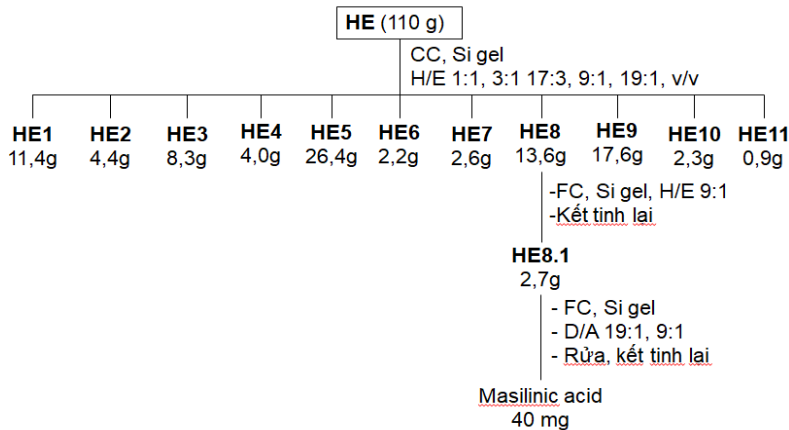 HE (110 g)
CC, Si gel
H/E 1:1, 3:1 17:3, 9:1, 19:1, v/v
HE1 HE2 HE3 HE4 HE5 HE6 HE7 HE8 HE9 HE10 HE11
11,4g 4,4g 8,3g 4,0g 26,4g 2,2g 2,6g 13,6g 17,6g 2,3g 0,9g
-FC, Si gel, H/E 9:1
-Kết tinh lại
HE8.1
2,7g
- FC, Si gel
- D/A 19:1, 9:1
- Rửa, kết tinh lại
Masilinic acid
40 mg